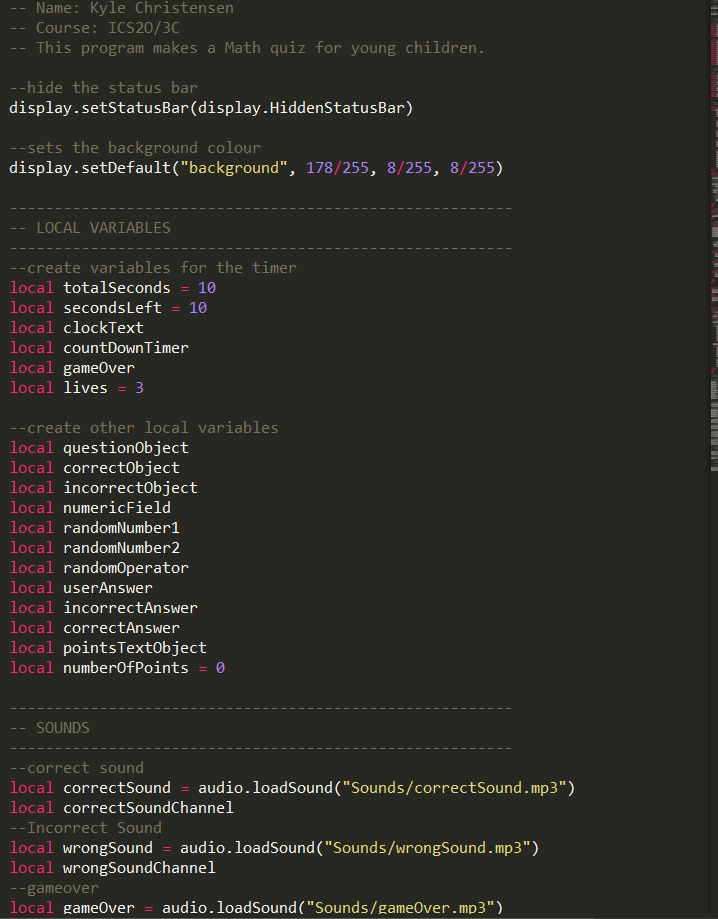 -- Name: Kyle Christensen
-- Course: ICS2O/3C
-- This program makes a Math quiz for young children.
--hide the status bar
display.setStatusBar(display.HiddenStatusBar)
--sets the background colour
display.setDefault("background", 178/255, 8/255, 8/255)
--------------------------------------------------------
-- LOCAL VARIABLES
--------------------------------------------------------
--create variables for the timer
local totalSeconds = 10
local secondsLeft = 10
local clockText
local countDownTimer
local gameOver
local lives = 3
--create other local variables
local questionObject
local correctObject
local incorrectObject
local numericField
local randomNumber1
local randomNumber2
local randomOperator
local userAnswer
local incorrectAnswer
local correctAnswer
local pointsTextObject
local numberOfPoints = 0
--------------------------------------------------------
-- SOUNDS
--------------------------------------------------------
--correct sound
local correctSound = audio.loadSound("Sounds/correctSound.mp3")
local correctSoundChannel
--Incorrect Sound
local wrongSound = audio.loadSound("Sounds/wrongSound.mp3")
local wrongSoundChannel
--gameover
local gameOver = audio.loadSound("Sounds/gameOver.mp3")